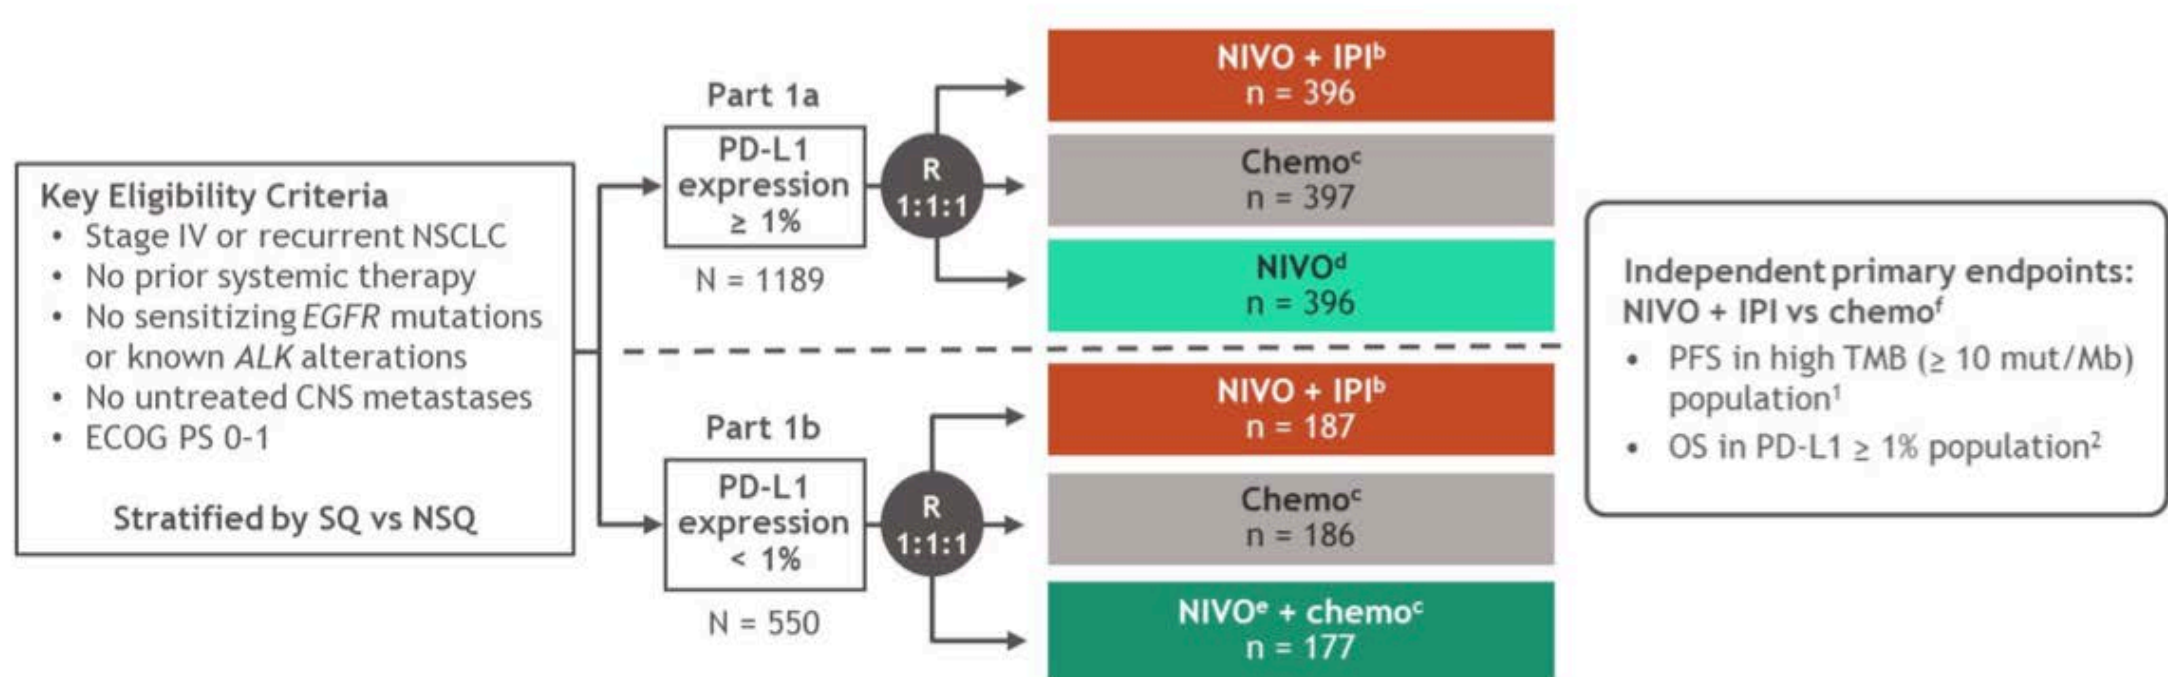 Key Eligibility Criteria
• Stage IV or recurrent NSCLC
• No prior systemic therapy
• No sensitizing EGFR mutations
or known ALK alterations
• No untreated CNS metastases
• ECOG PS 0-1
Stratified by SQ vs NSQ
Part 1a
PD-L1
expression
≥ 1%
N = 1189
R
1:1:1
NIVO + IPIᵇ
n = 396
Chemoᶜ
n = 397
NIVOᵈ
n = 396
Part 1b
PD-L1
expression
< 1%
N = 550
R
1:1:1
NIVO + IPIᵇ
n = 187
Chemoᶜ
n = 186
NIVOᵉ + chemoᶜ
n = 177
Independent primary endpoints:
NIVO + IPI vs chemoᶠ
• PFS in high TMB (≥ 10 mut/Mb)
population¹
• OS in PD-L1 ≥ 1% population²